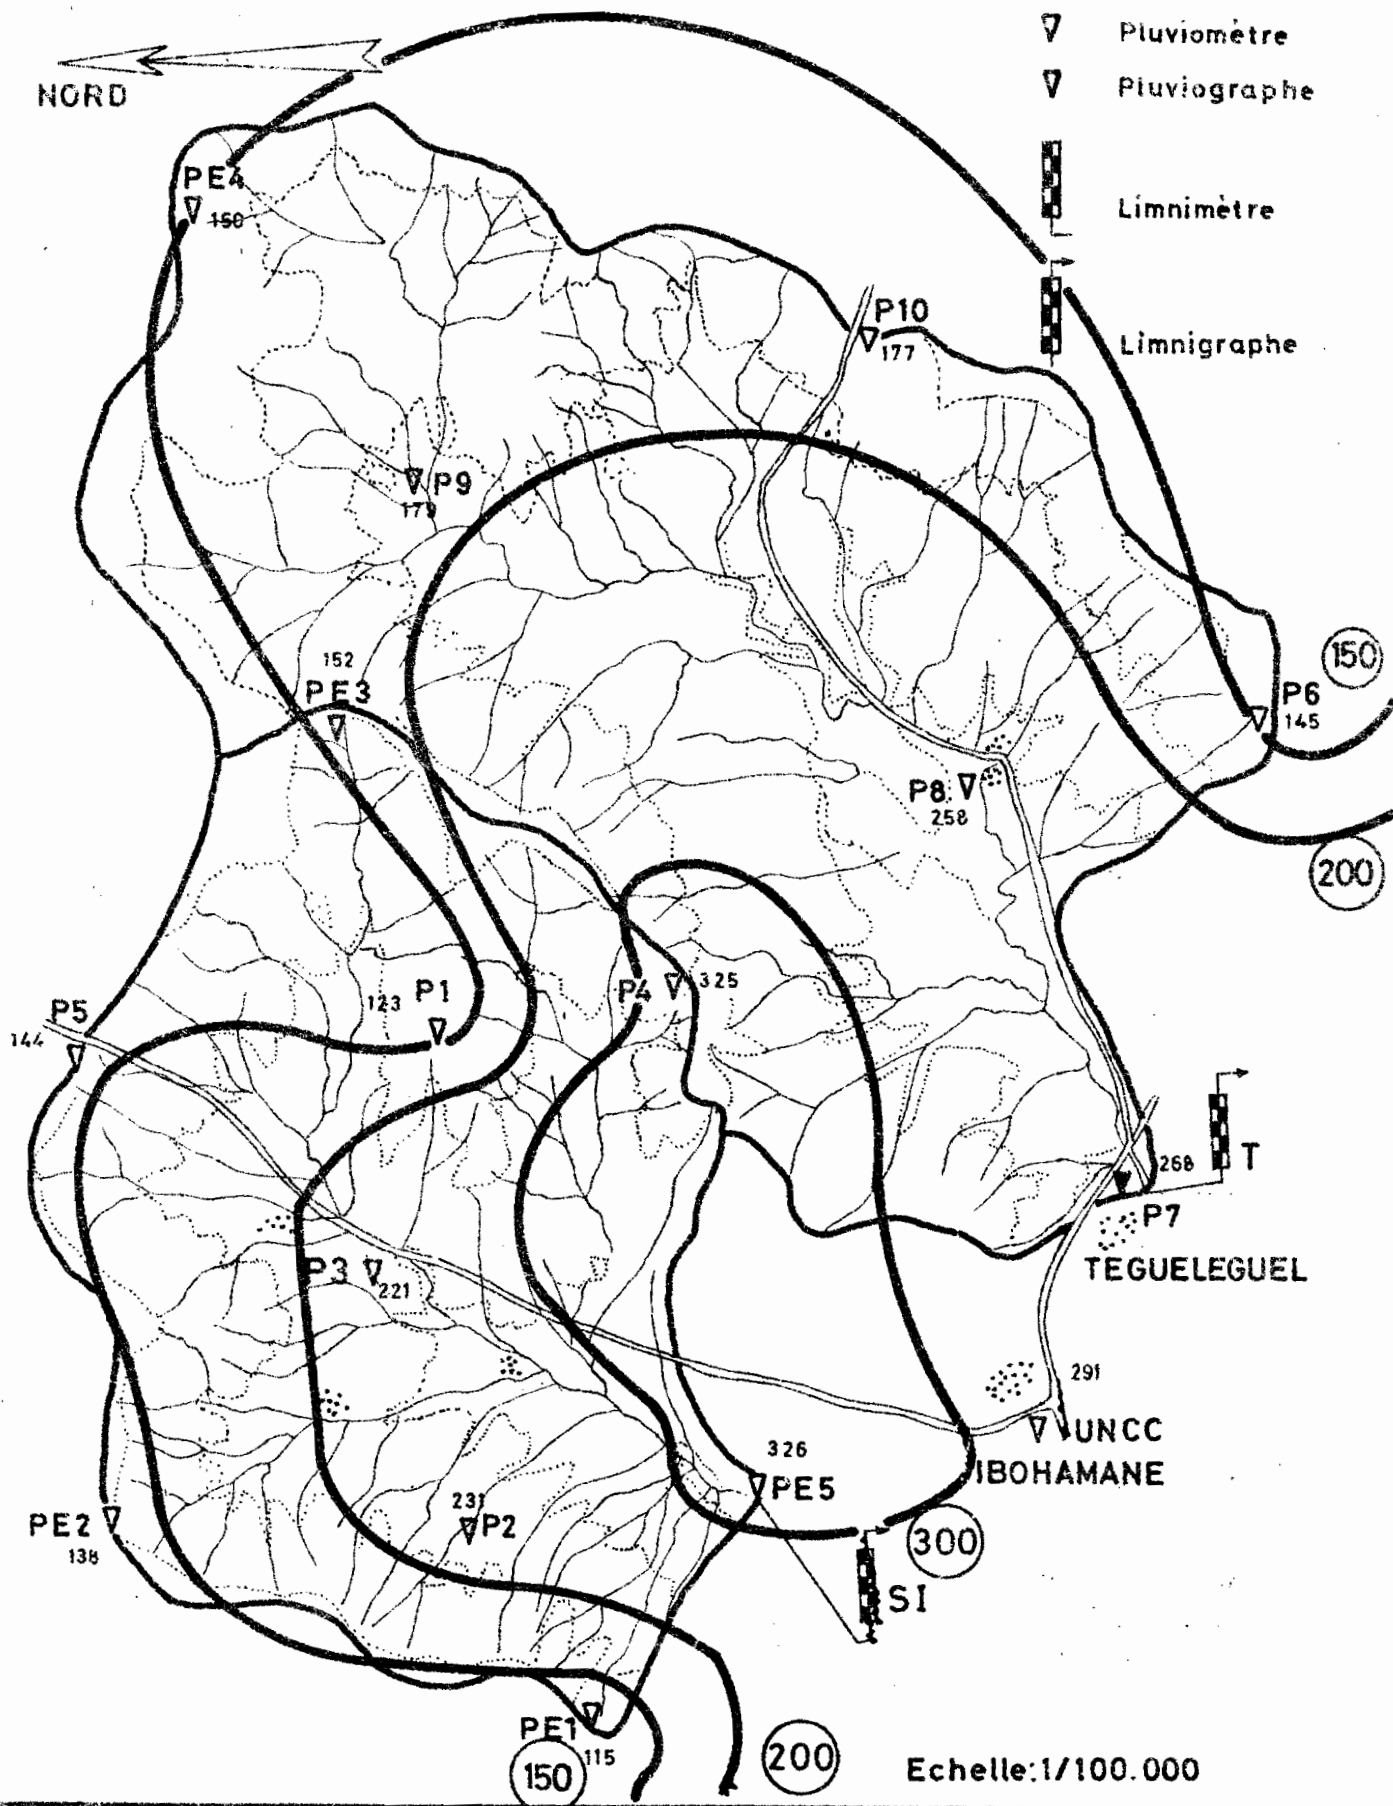 Pluviomètre
Pluviographe
NORD
Limnimètre
Limnigraphe
PE4
150
P10
177
P9
179
152
PE3
150
P6
145
P8
258
200
P5
144
123
P1
P4
325
268
T
P7
TEGUELEGUEL
P3
221
291
UNCC
IBOHAMANE
326
PE5
231
P2
PE2
138
300
SI
PE1
115
150
200
Echelle:1/100.000